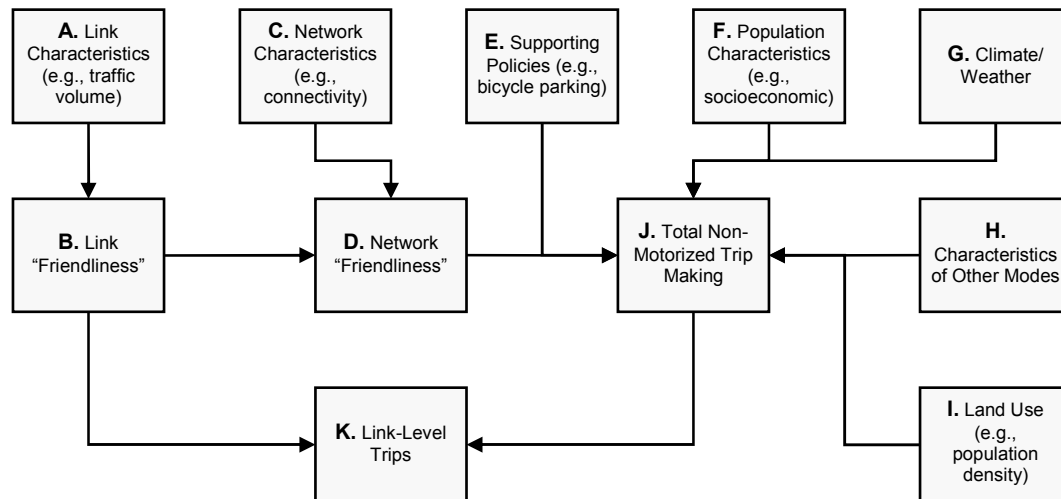 A. Link
Characteristics
(e.g., traffic
volume)
C. Network
Characteristics
(e.g.,
connectivity)
E. Supporting
Policies (e.g.,
bicycle parking)
F. Population
Characteristics
(e.g.,
socioeconomic)
G. Climate/
Weather
B. Link
“Friendliness”
D. Network
“Friendliness”
J. Total Non-
Motorized Trip
Making
H.
Characteristics
of Other Modes
K. Link-Level
Trips
I. Land Use
(e.g.,
population
density)